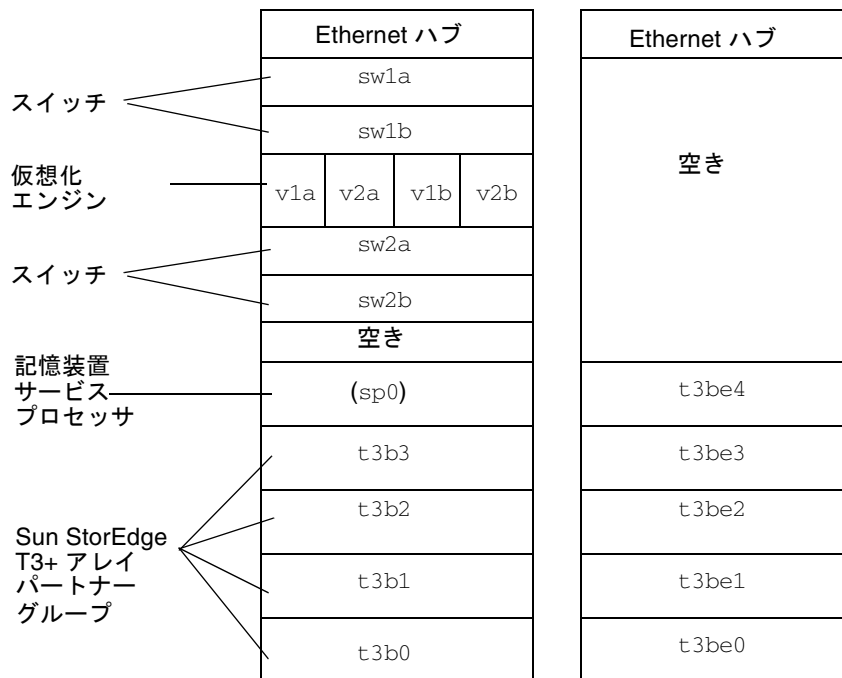 Ethernet ハブ
sw1a
sw1b
スイッチ
v1a
v2a
v1b
v2b
仮想化
エンジン
sw2a
sw2b
スイッチ
空き
(sp0)
記憶装置
サービス
プロセッサ
t3b3
t3b2
t3b1
t3b0
Sun StorEdge
T3+ アレイ
パートナー
グループ
Ethernet ハブ
空き
t3be4
t3be3
t3be2
t3be1
t3be0